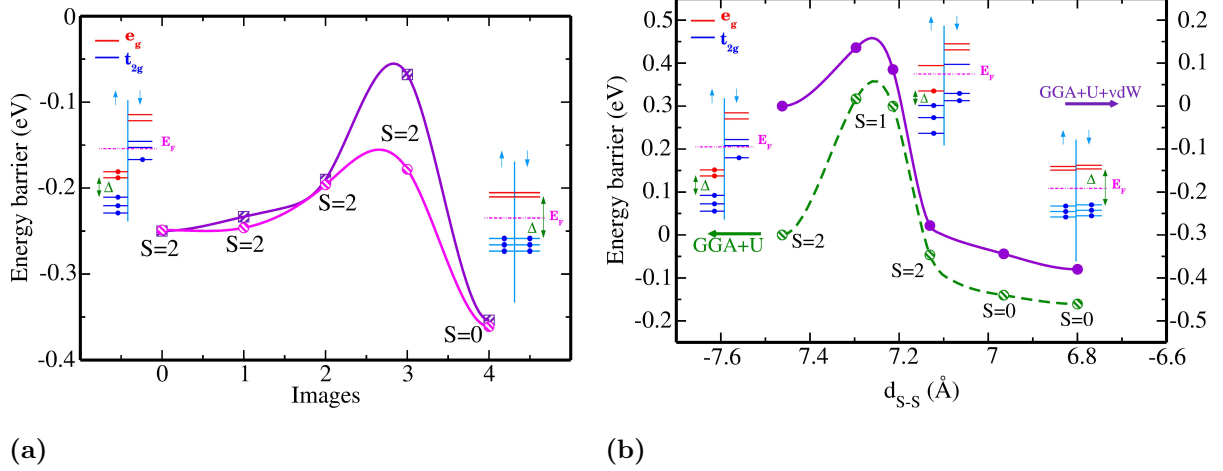 0
-0.1
-0.2
-0.3
-0.4
Energy barrier (eV)
e_g
t_2g
↑ ↓
E_F
Δ
S=2
S=2
S=2
S=2
S=0
↑ ↓
E_F
Δ
0 1 2 3 4
Images
(a)
0.5
0.4
0.3
0.2
0.1
0
-0.1
-0.2
Energy barrier (eV)
e_g
t_2g
↑ ↓
E_F
Δ
GGA+U
S=2
S=1
S=2
S=0
S=0
↑ ↓
E_F
Δ
GGA+U+vdW
↑ ↓
Δ
E_F
0.2
0.1
0
-0.1
-0.2
-0.3
-0.4
-0.5
Energy barrier (eV)
-7.6 7.4 7.2 7 6.8 -6.6
d_S-S (Å)
(b)